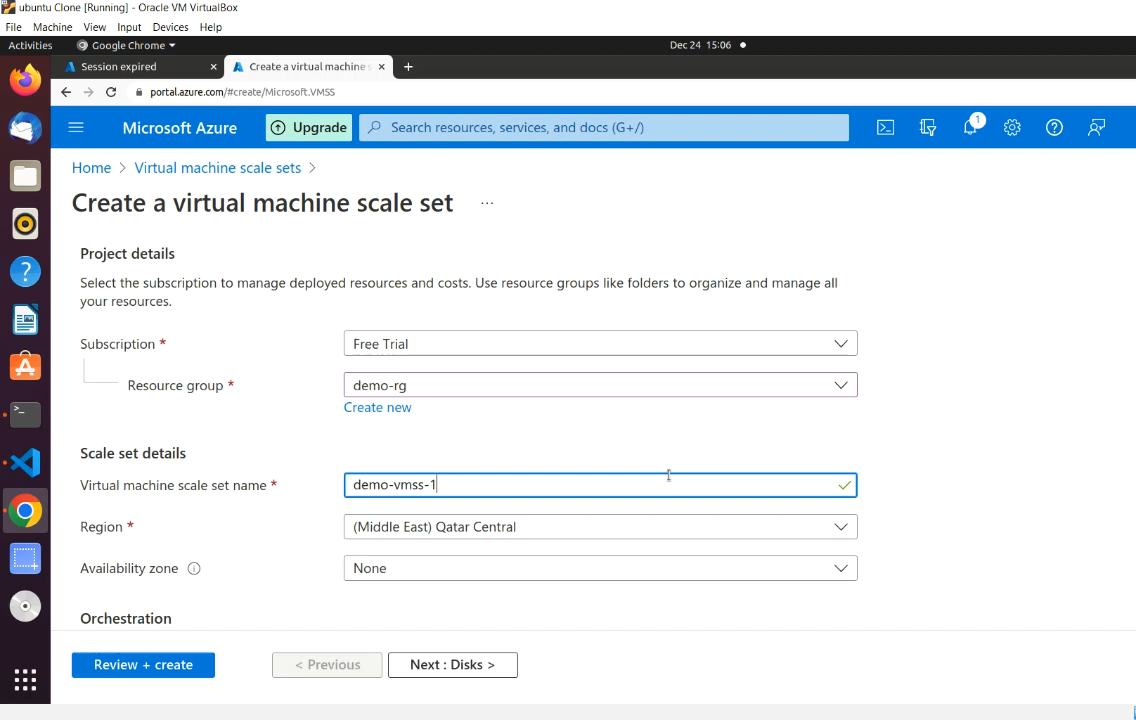 ubuntu Clone [Running] - Oracle VM VirtualBox
File Machine View Input Devices Help
Activities Google Chrome Dec 24 15:06
Session expired Create a virtual machine s
portal.azure.com/#create/Microsoft.VMSS
Microsoft Azure Upgrade Search resources, services, and docs (G+/) 1
Home > Virtual machine scale sets >
Create a virtual machine scale set ...
Project details
Select the subscription to manage deployed resources and costs. Use resource groups like folders to organize and manage all
your resources.
Subscription * Free Trial
Resource group * demo-rg
Create new
Scale set details
Virtual machine scale set name * demo-vmss-1
Region * (Middle East) Qatar Central
Availability zone None
Orchestration
Review + create < Previous Next : Disks >